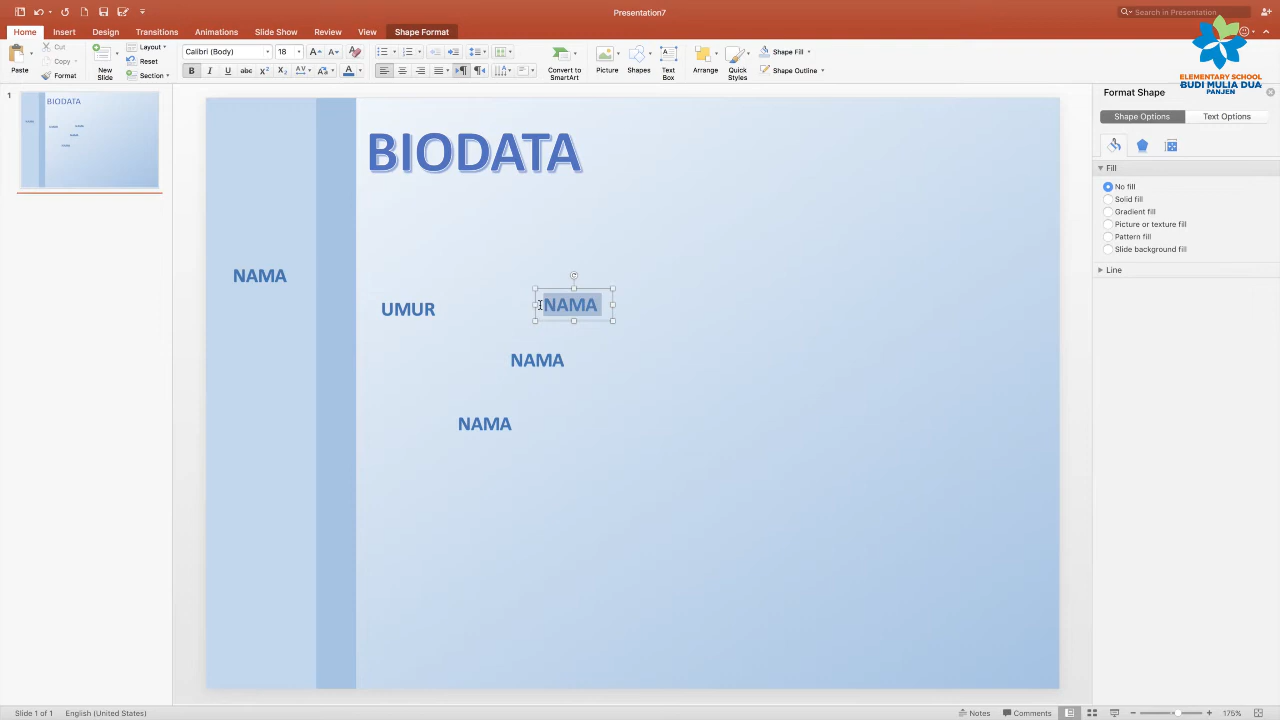 Presentation7
Search in Presentation
Home
Insert
Design
Transitions
Animations
Slide Show
Review
View
Shape Format
Paste
Cut
Copy
Format
New
Slide
Layout
Reset
Section
Calibri (Body)
18
Convert to
SmartArt
Picture
Shapes
Text
Box
Arrange
Quick
Styles
Shape Fill
Shape Outline
ELEMENTARY SCHOOL
BUDI MULIA DUA
PANJEN
1
BIODATA
BIODATA
NAMA
UMUR
NAMA
NAMA
NAMA
Format Shape
Shape Options
Text Options
Fill
No fill
Solid fill
Gradient fill
Picture or texture fill
Pattern fill
Slide background fill
Line
Slide 1 of 1
English (United States)
Notes
Comments
175%